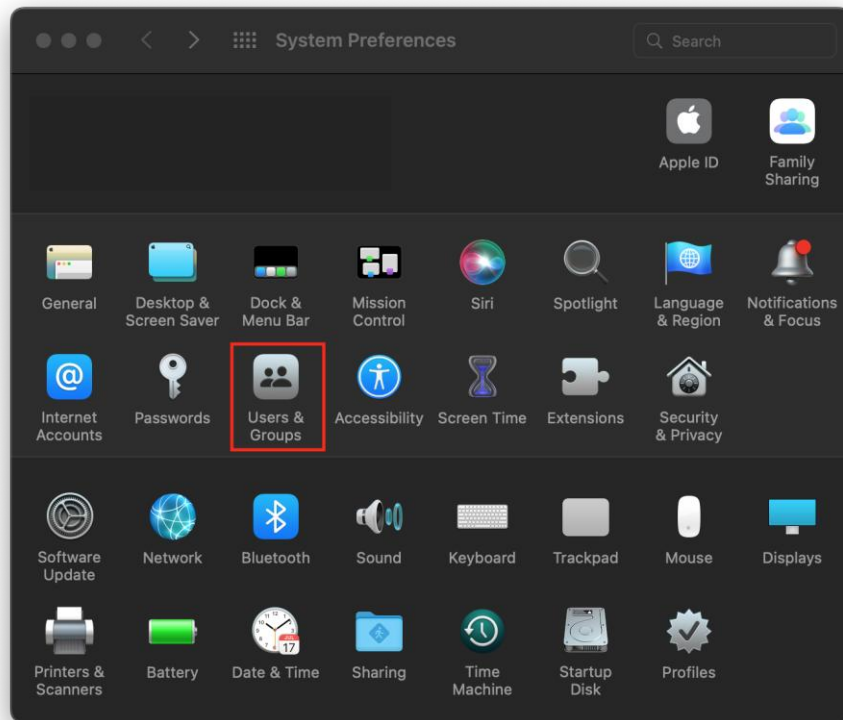 System Preferences
Search
Apple ID
Family
Sharing
General
Desktop &
Screen Saver
Dock &
Menu Bar
Mission
Control
Siri
Spotlight
Language
& Region
Notifications
& Focus
@
Internet
Accounts
Passwords
Users &
Groups
Accessibility
Screen Time
Extensions
Security
& Privacy
Software
Update
Network
Bluetooth
Sound
Keyboard
Trackpad
Mouse
Displays
JUL
17
Printers &
Scanners
Battery
Date & Time
Sharing
Time
Machine
Startup
Disk
Profiles